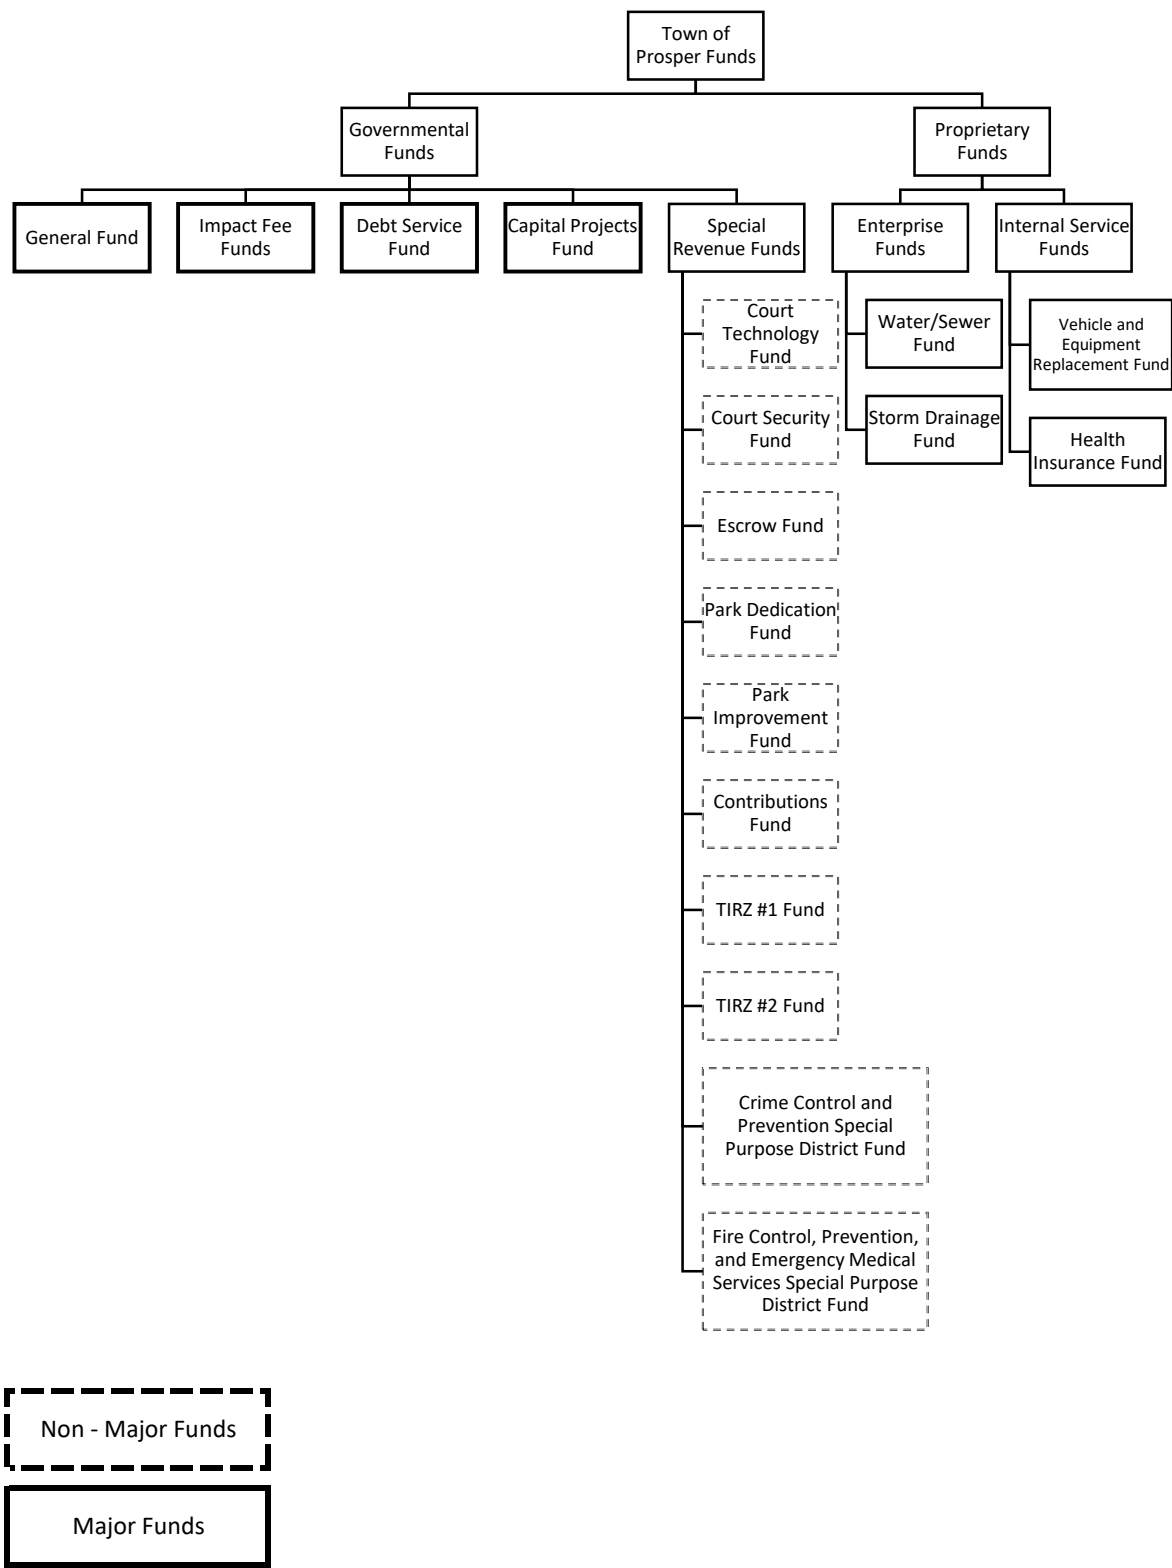 Town of
Prosper Funds
Governmental
Funds
Proprietary
Funds
General Fund
Impact Fee
Funds
Debt Service
Fund
Capital Projects
Fund
Special
Revenue Funds
Enterprise
Funds
Internal Service
Funds
Court
Technology
Fund
Court Security
Fund
Escrow Fund
Park Dedication
Fund
Park
Improvement
Fund
Contributions
Fund
TIRZ #1 Fund
TIRZ #2 Fund
Crime Control and
Prevention Special
Purpose District Fund
Fire Control, Prevention,
and Emergency Medical
Services Special Purpose
District Fund
Water/Sewer
Fund
Storm Drainage
Fund
Vehicle and
Equipment
Replacement Fund
Health
Insurance Fund
Non - Major Funds
Major Funds